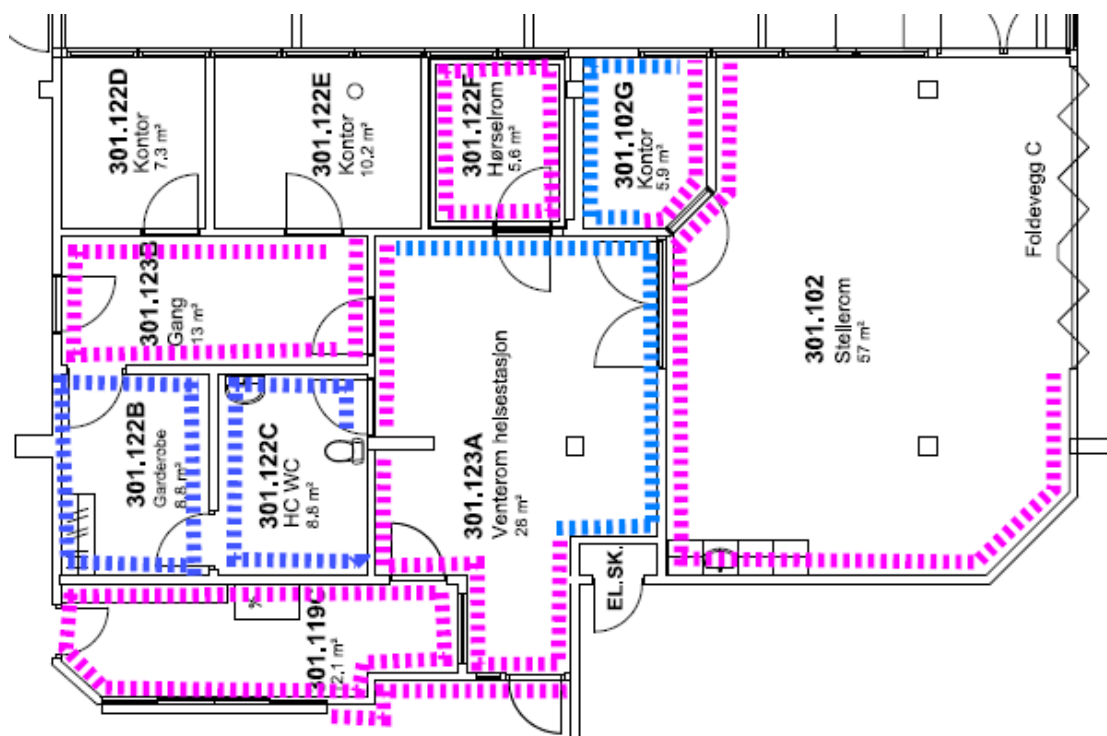 301.122D
Kontor
7,3 m²
301.122E
Kontor
10,2 m²
301.122F
Hørselrom
5,6 m²
301.102G
Kontor
5.9 m²
Foldevegg C
301.123B
Gang
13 m²
301.102
Stellerom
57 m²
301.122B
Garderobe
8,8 m²
301.122C
HC WC
8,8 m²
301.123A
Venterom helsestasjon
28 m²
EL.SK.
301.119C
2,1 m²